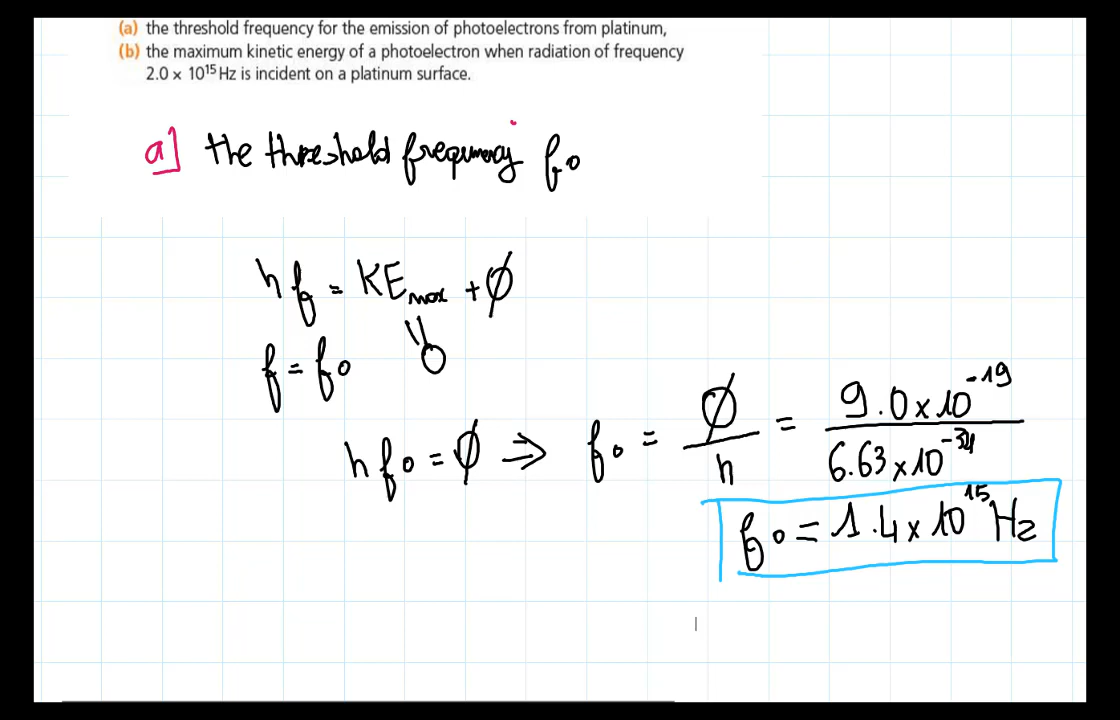 (a) the threshold frequency for the emission of photoelectrons from platinum,
(b) the maximum kinetic energy of a photoelectron when radiation of frequency
2.0 × 10¹⁵ Hz is incident on a platinum surface.
a] the threshold frequency f₀
hf = KEmax + ϕ
f = f₀ 0
hf₀ = ϕ ⇒ f₀ = ϕ/h = 9.0 × 10⁻¹⁹/6.63 × 10⁻³⁴
f₀ = 1.4 × 10¹⁵ Hz